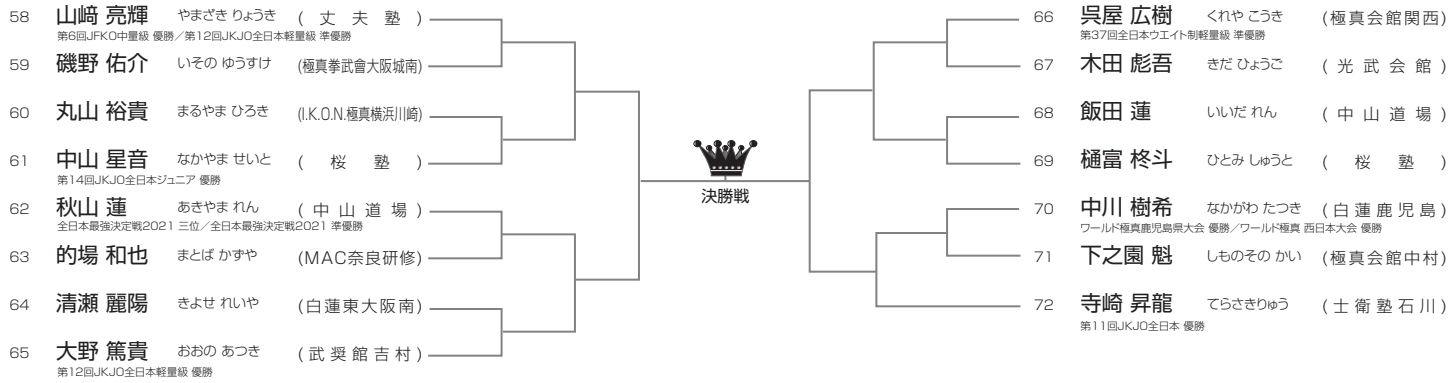 58 山﨑 亮輝 やまざき りょうき (丈夫塾)
第6回JFKO中量級 優勝／第12回JKJO全日本軽量級 準優勝
59 磯野 佑介 いその ゆうすけ (極真拳武會大阪城南)
60 丸山 裕貴 まるやま ひろき (I.K.O.N.極真横浜川崎)
61 中山 星音 なかやま せいと (桜塾)
第14回JKJO全日本ジュニア 優勝
62 秋山 蓮 あきやま れん (中山道場)
全日本最強決定戦2021 三位／全日本最強決定戦2021 準優勝
63 的場 和也 まとば かずや (MAC奈良研修)
64 清瀬 麗陽 きよせ れいや (白蓮東大阪南)
65 大野 篤貴 おおの あつき (武奨館吉村)
第12回JKJO全日本軽量級 優勝
決勝戦
66 呉屋 広樹 くれや こうき (極真会館関西)
第37回全日本ウエイト制軽量級 準優勝
67 木田 彪吾 きだ ひょうご (光武会館)
68 飯田 蓮 いいだ れん (中山道場)
69 樋富 柊斗 ひとみ しゅうと (桜塾)
70 中川 樹希 なかがわ たつき (白蓮鹿児島)
ワールド極真鹿児島県大会 優勝／ワールド極真 西日本大会 優勝
71 下之園 魁 しものその かい (極真会館中村)
72 寺崎 昇龍 てらさきりゅう (士衛塾石川)
第11回JKJO全日本 優勝